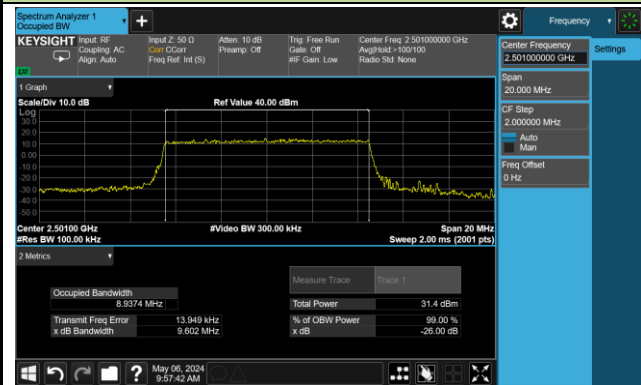 Spectrum Analyzer 1
Occupied BW
Frequency
KEYSIGHT Input: RF
Coupling: AC
Align: Auto
Input Z: 50 Ω
Corr CCorr
Freq Ref: Int (S)
Atten: 10 dB
Preamp: Off
Trig: Free Run
Gate: Off
#IF Gain: Low
Center Freq: 2.501000000 GHz
Avg|Hold:>100/100
Radio Std: None
LW
Center Frequency
2.501000000 GHz
Settings
Span
20.000 MHz
CF Step
2.000000 MHz
Auto
Man
Freq Offset
0 Hz
1 Graph
Scale/Div 10.0 dB
Ref Value 40.00 dBm
Log
30.0
20.0
10.0
0.00
-10.0
-20.0
-30.0
-40.0
-50.0
Center 2.50100 GHz
#Video BW 300.00 kHz
Span 20 MHz
#Res BW 100.00 kHz
Sweep 2.00 ms (2001 pts)
2 Metrics
Measure Trace Trace 1
Occupied Bandwidth
8.9374 MHz
Total Power 31.4 dBm
Transmit Freq Error 13.949 kHz
% of OBW Power 99.00 %
x dB Bandwidth 9.602 MHz
x dB -26.00 dB
?
May 06, 2024
9:57:42 AM